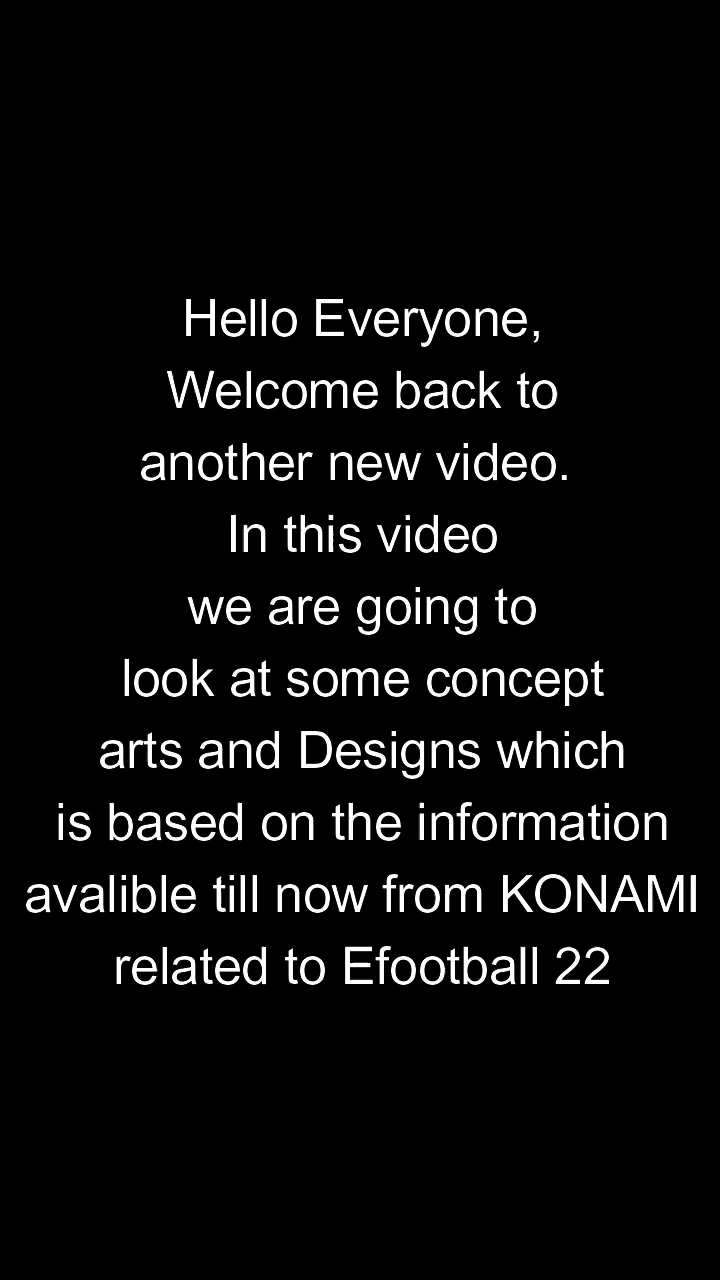 Hello Everyone,
Welcome back to
another new video.
In this video
we are going to
look at some concept
arts and Designs which
is based on the information
avalible till now from KONAMI
related to Efootball 22